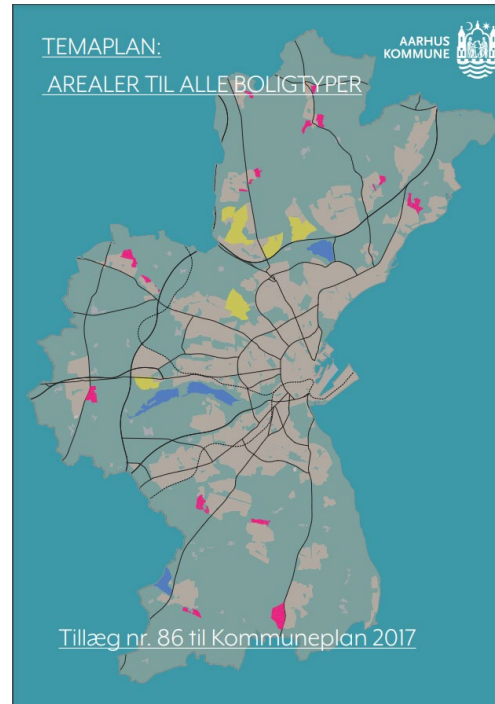 TEMAPLAN:
AREALER TIL ALLE BOLIGTYPER
AARHUS
KOMMUNE
Tillæg nr. 86 til Kommuneplan 2017